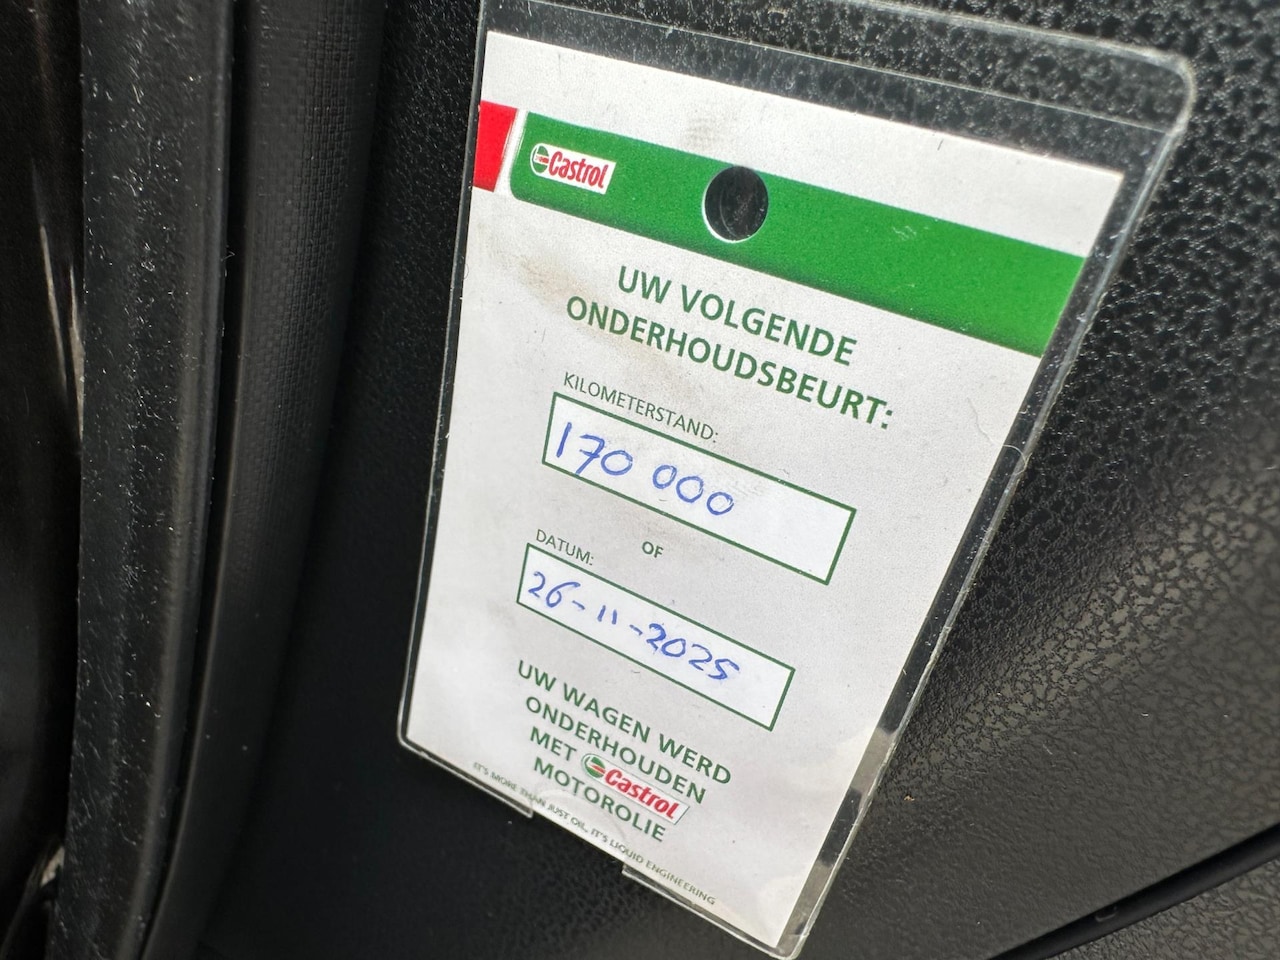 Castrol
UW VOLGENDE
ONDERHOUDSBEURT:
KILOMETERSTAND:
170 000
OF
DATUM:
26-11-2025
UW WAGEN WERD
ONDERHOUDEN
MET Castrol
MOTOROLIE
IT'S MORE THAN JUST OIL. IT'S LIQUID ENGINEERING